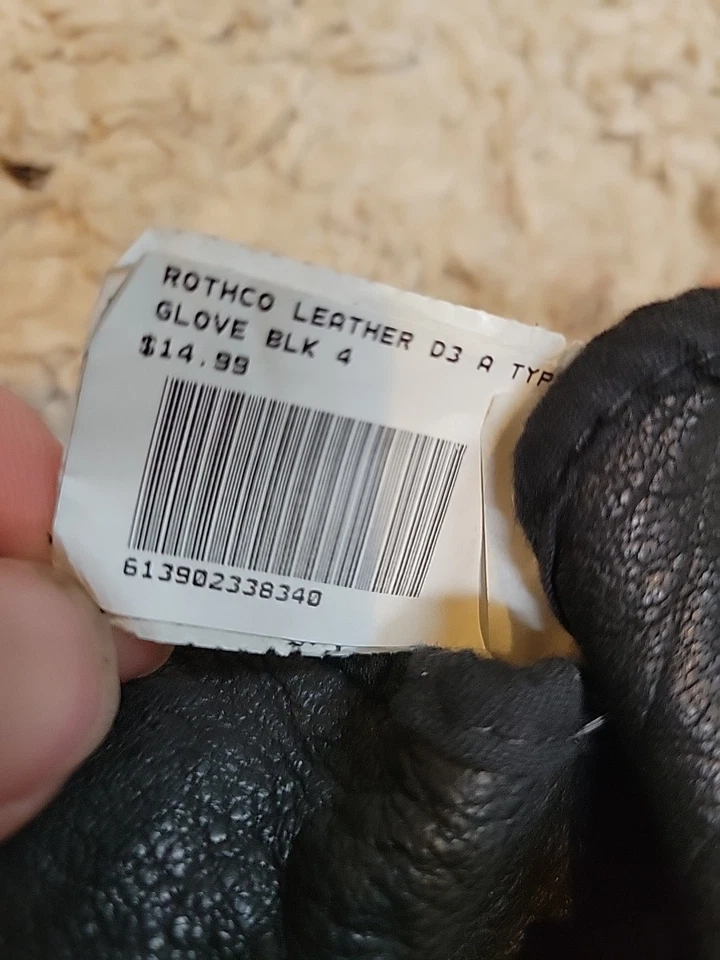 ROTHCO LEATHER D3 A TYP
GLOVE BLK 4
$14.99
613902338340